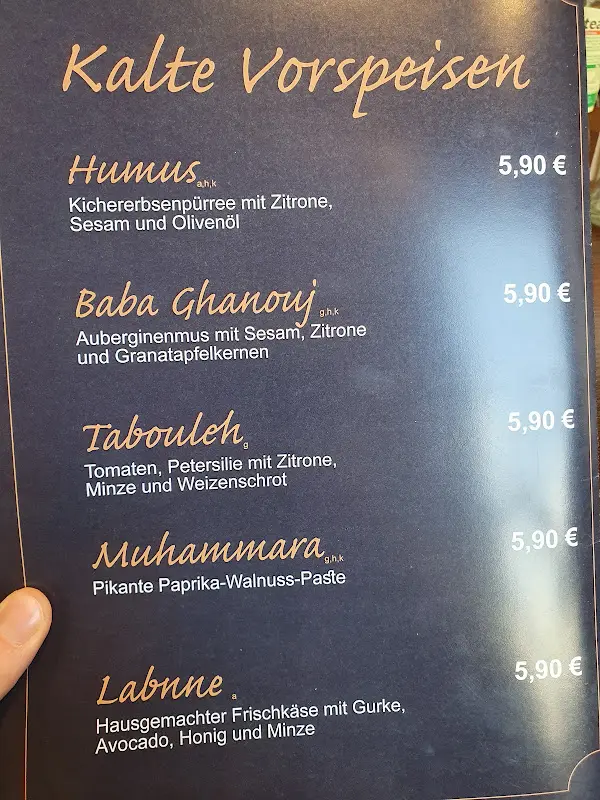 Kalte Vorspeisen
Humus a,h,k 5,90 €
Kichererbsenpürree mit Zitrone,
Sesam und Olivenöl
Baba Ghanouj g,h,k 5,90 €
Auberginenmus mit Sesam, Zitrone
und Granatapfelkernen
Tabouleh g 5,90 €
Tomaten, Petersilie mit Zitrone,
Minze und Weizenschrot
Muhammara g,h,k 5,90 €
Pikante Paprika-Walnuss-Paste
Labnne a 5,90 €
Hausgemachter Frischkäse mit Gurke,
Avocado, Honig und Minze